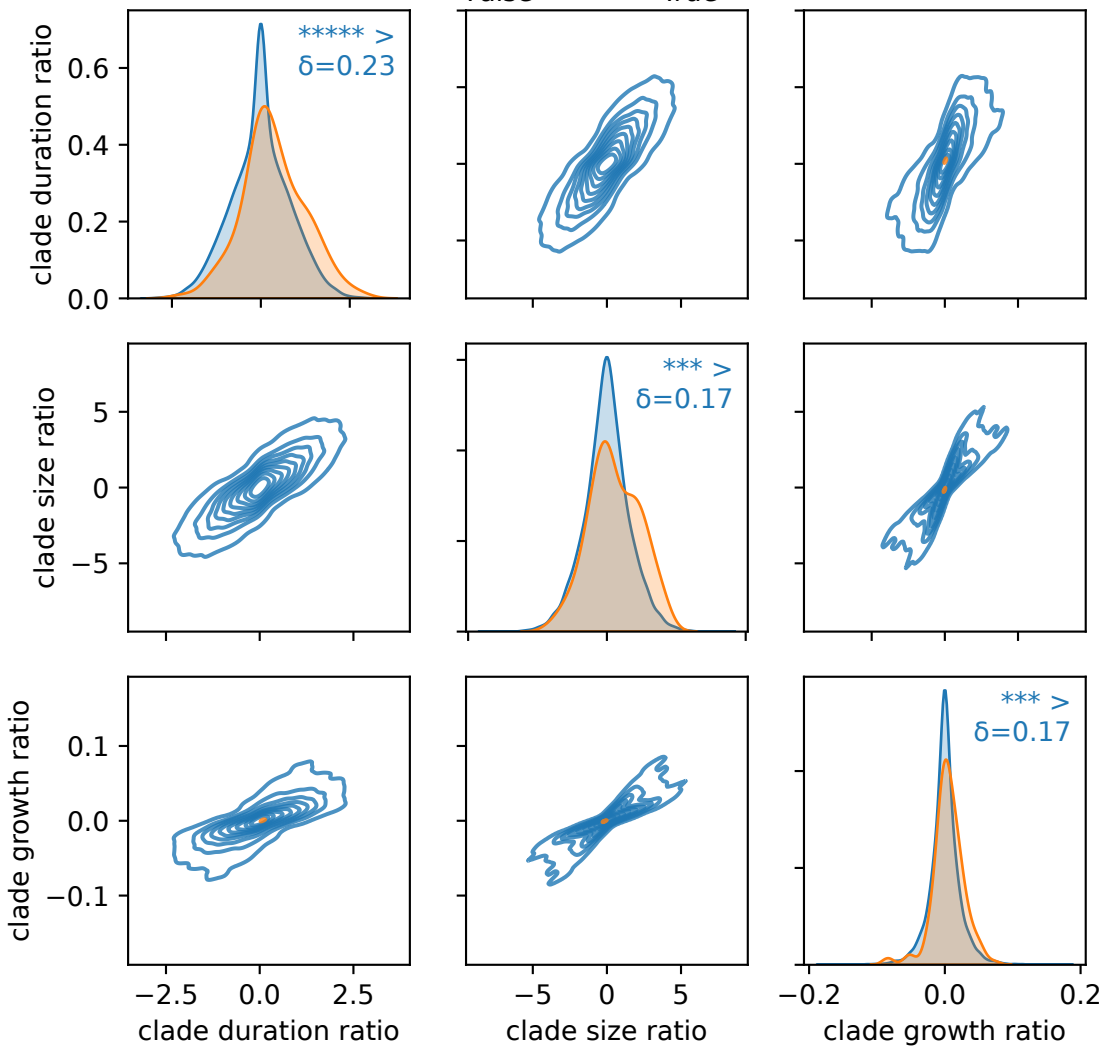 ***** >
δ=0.23
clade duration ratio
0.6
0.4
0.2
0.0
*** >
δ=0.17
clade size ratio
5
0
−5
*** >
δ=0.17
clade growth ratio
0.1
0.0
−0.1
−2.5 0.0 2.5
−5 0 5
−0.2 0.0 0.2
clade duration ratio
clade size ratio
clade growth ratio